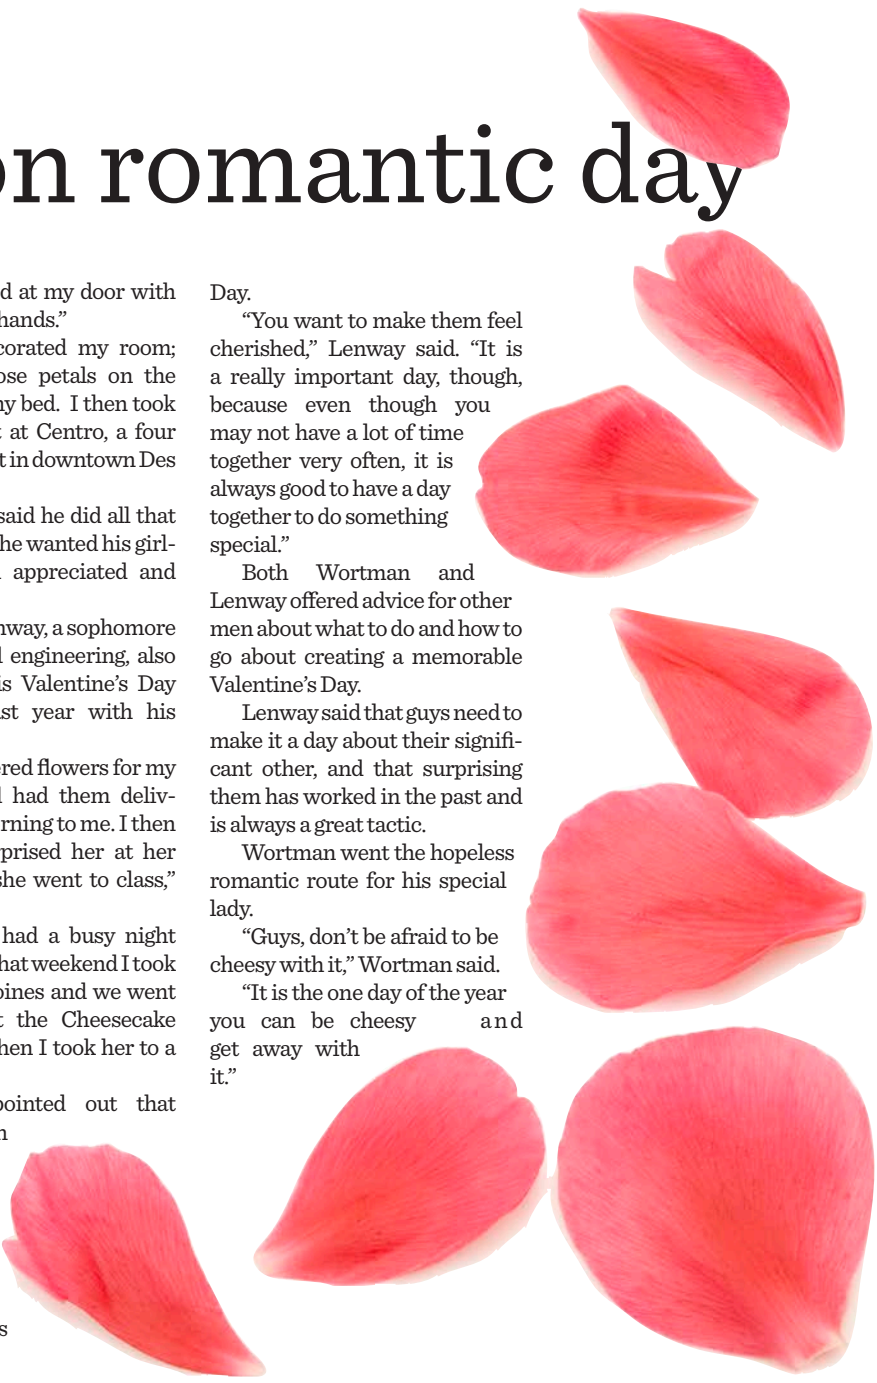 on romantic day
d at my door with
hands.”
corated my room;
ose petals on the
my bed. I then took
t at Centro, a four
t in downtown Des
said he did all that
he wanted his girl-
appreciated and
nway, a sophomore
l engineering, also
is Valentine’s Day
st year with his
red flowers for my
l had them deliv-
rning to me. I then
prised her at her
she went to class,”
had a busy night
hat weekend I took
oines and we went
t the Cheesecake
hen I took her to a
pointed out that
n
s
Day.
“You want to make them feel
cherished,” Lenway said. “It is
a really important day, though,
because even though you
may not have a lot of time
together very often, it is
always good to have a day
together to do something
special.”
Both Wortman and
Lenway offered advice for other
men about what to do and how to
go about creating a memorable
Valentine’s Day.
Lenway said that guys need to
make it a day about their signifi-
cant other, and that surprising
them has worked in the past and
is always a great tactic.
Wortman went the hopeless
romantic route for his special
lady.
“Guys, don’t be afraid to be
cheesy with it,” Wortman said.
“It is the one day of the year
you can be cheesy and
get away with
it.”